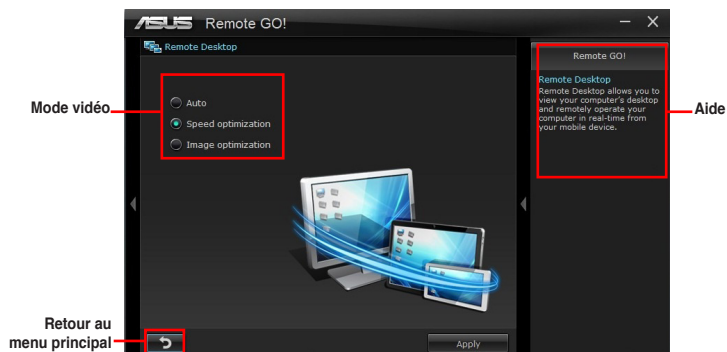 ASUS Remote GO!
Remote Desktop
Remote GO!
Mode vidéo
Auto
Speed optimization
Image optimization
Remote Desktop
Remote Desktop allows you to
view your computer's desktop
and remotely operate your
computer in real-time from
your mobile device.
Aide
Retour au
menu principal
Apply